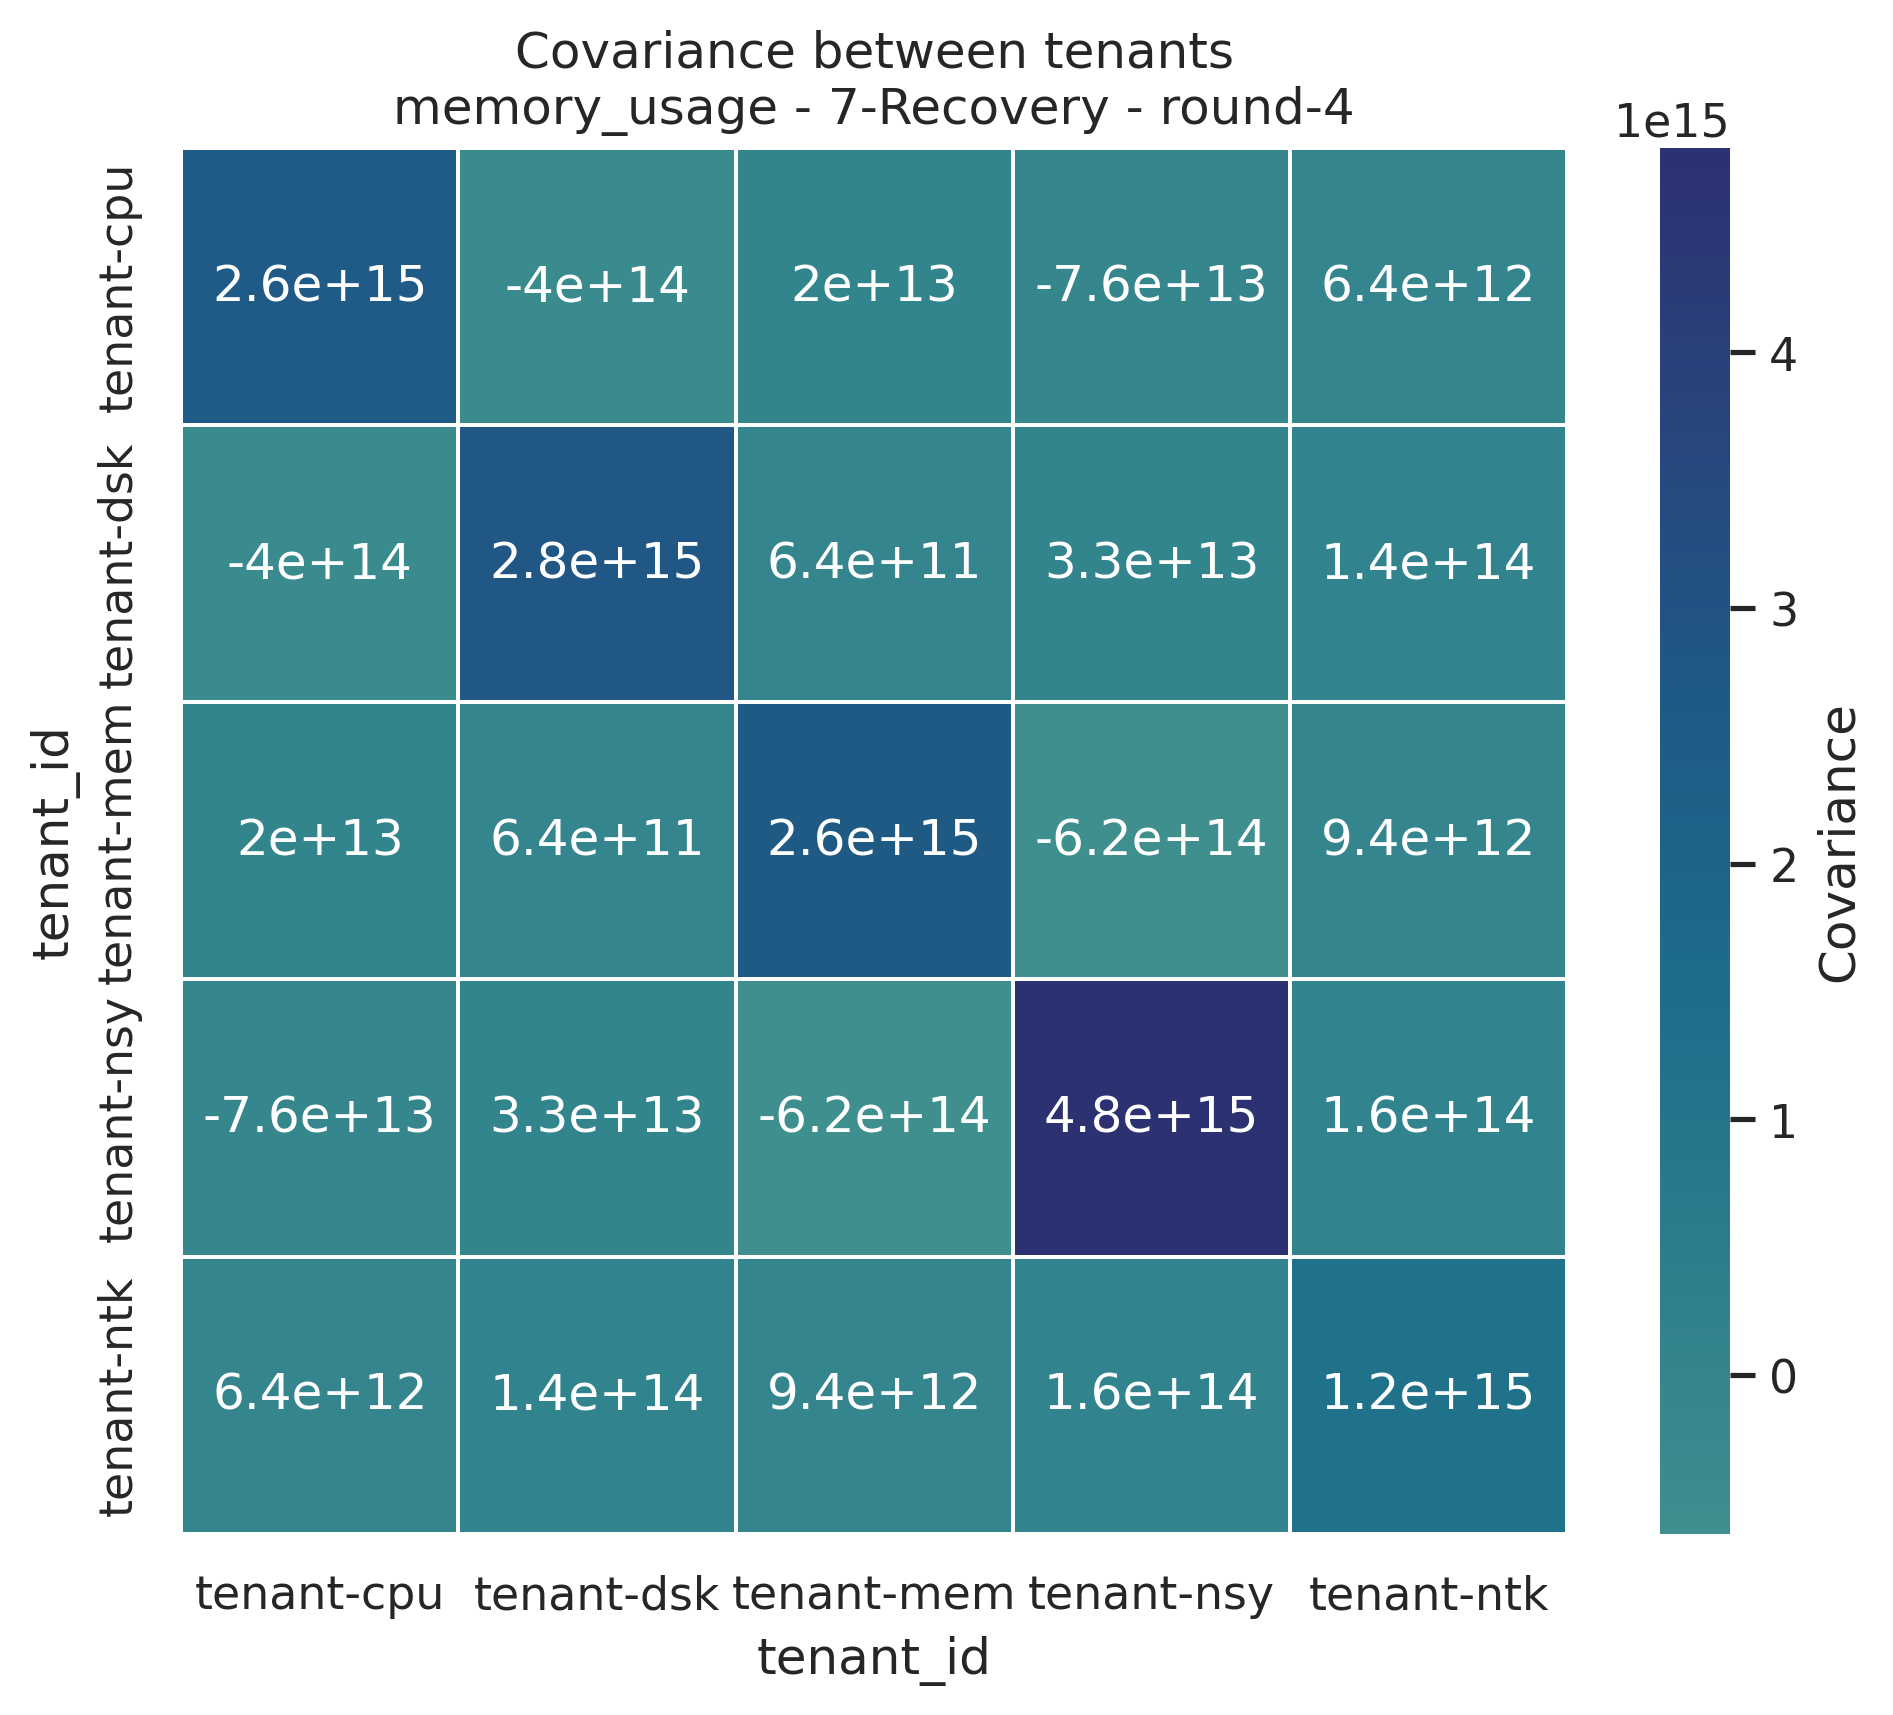 Covariance between tenants
memory_usage - 7-Recovery - round-4
1e15
tenant-cpu
2.6e+15 -4e+14 2e+13 -7.6e+13 6.4e+12
tenant-dsk
-4e+14 2.8e+15 6.4e+11 3.3e+13 1.4e+14
tenant-mem
2e+13 6.4e+11 2.6e+15 -6.2e+14 9.4e+12
tenant-nsy
-7.6e+13 3.3e+13 -6.2e+14 4.8e+15 1.6e+14
tenant-ntk
6.4e+12 1.4e+14 9.4e+12 1.6e+14 1.2e+15
tenant_id
tenant-cpu tenant-dsk tenant-mem tenant-nsy tenant-ntk
tenant_id
4
3
2
1
0
Covariance